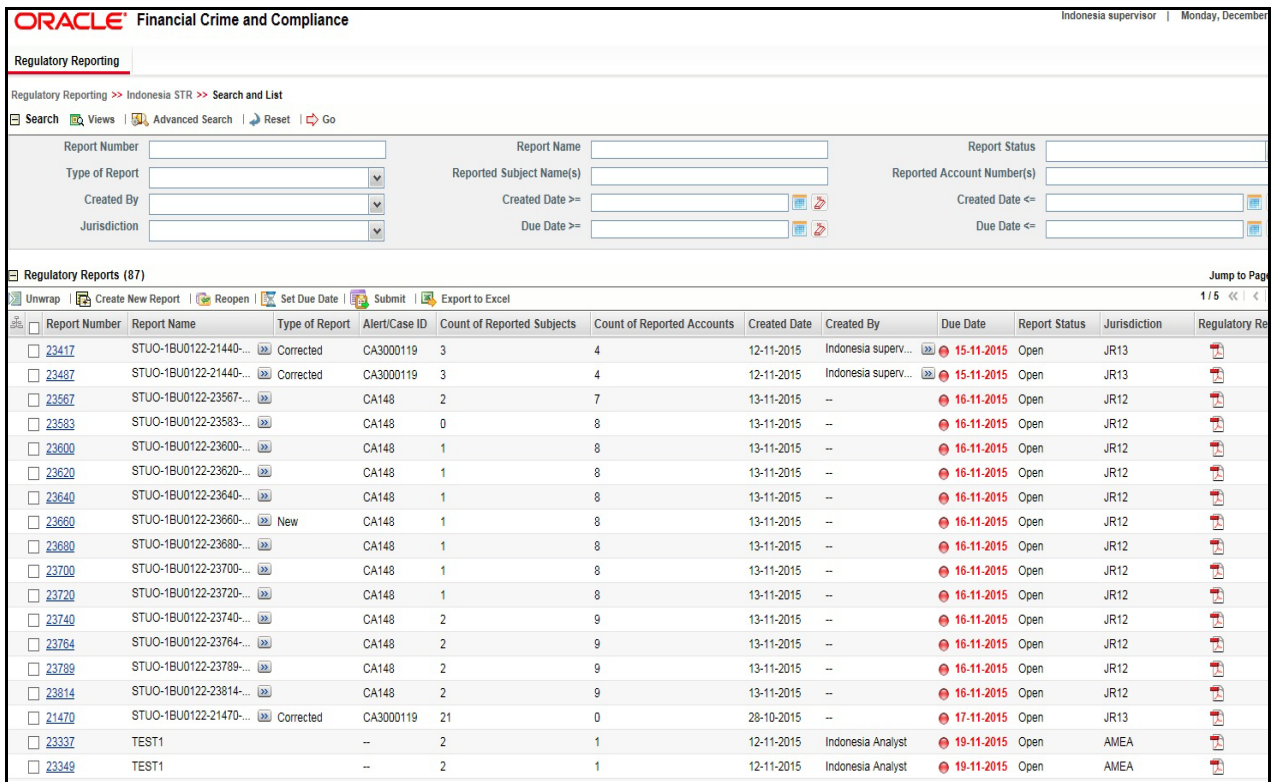 ORACLE Financial Crime and Compliance
Indonesia supervisor | Monday, December
Regulatory Reporting
Regulatory Reporting >> Indonesia STR >> Search and List
Search Views | Advanced Search | Reset | Go
Report Number Report Name Report Status
Type of Report Reported Subject Name(s) Reported Account Number(s)
Created By Created Date >= Created Date <=
Jurisdiction Due Date >= Due Date <=
Regulatory Reports (87) Jump to Page
Unwrap | Create New Report | Reopen | Set Due Date | Submit | Export to Excel 1 / 5
Report Number Report Name Type of Report Alert/Case ID Count of Reported Subjects Count of Reported Accounts Created Date Created By Due Date Report Status Jurisdiction Regulatory Re
23417 STUO-1BU0122-21440-... Corrected CA3000119 3 4 12-11-2015 Indonesia superv... 15-11-2015 Open JR13
23487 STUO-1BU0122-21440-... Corrected CA3000119 3 4 12-11-2015 Indonesia superv... 15-11-2015 Open JR13
23567 STUO-1BU0122-23567-... CA148 2 7 13-11-2015 -- 16-11-2015 Open JR12
23583 STUO-1BU0122-23583-... CA148 0 8 13-11-2015 -- 16-11-2015 Open JR12
23600 STUO-1BU0122-23600-... CA148 1 8 13-11-2015 -- 16-11-2015 Open JR12
23620 STUO-1BU0122-23620-... CA148 1 8 13-11-2015 -- 16-11-2015 Open JR12
23640 STUO-1BU0122-23640-... CA148 1 8 13-11-2015 -- 16-11-2015 Open JR12
23660 STUO-1BU0122-23660-... New CA148 1 8 13-11-2015 -- 16-11-2015 Open JR12
23680 STUO-1BU0122-23680-... CA148 1 8 13-11-2015 -- 16-11-2015 Open JR12
23700 STUO-1BU0122-23700-... CA148 1 8 13-11-2015 -- 16-11-2015 Open JR12
23720 STUO-1BU0122-23720-... CA148 1 8 13-11-2015 -- 16-11-2015 Open JR12
23740 STUO-1BU0122-23740-... CA148 2 9 13-11-2015 -- 16-11-2015 Open JR12
23764 STUO-1BU0122-23764-... CA148 2 9 13-11-2015 -- 16-11-2015 Open JR12
23789 STUO-1BU0122-23789-... CA148 2 9 13-11-2015 -- 16-11-2015 Open JR12
23814 STUO-1BU0122-23814-... CA148 2 9 13-11-2015 -- 16-11-2015 Open JR12
21470 STUO-1BU0122-21470-... Corrected CA3000119 21 0 28-10-2015 -- 17-11-2015 Open JR13
23337 TEST1 -- 2 1 12-11-2015 Indonesia Analyst 19-11-2015 Open AMEA
23349 TEST1 -- 2 1 12-11-2015 Indonesia Analyst 19-11-2015 Open AMEA